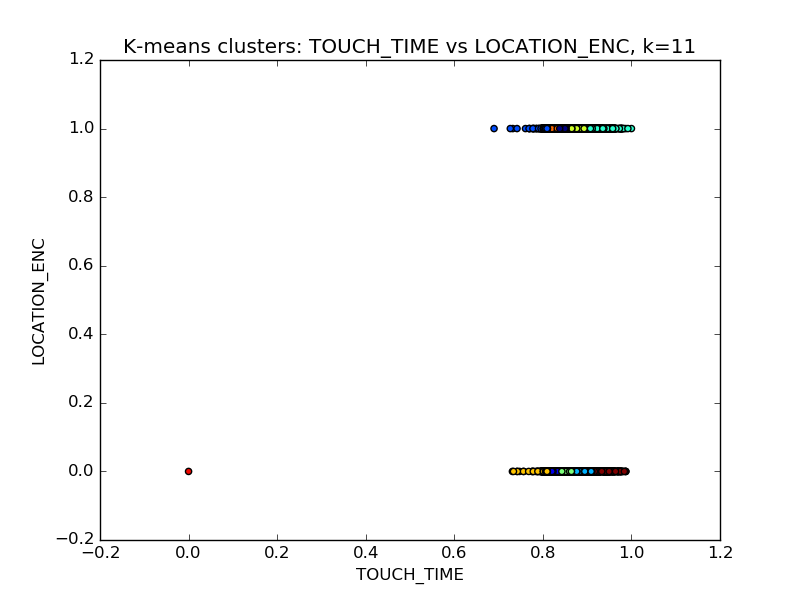 K-means clusters: TOUCH_TIME vs LOCATION_ENC, k=11
1.2
1.0
0.8
0.6
0.4
0.2
0.0
−0.2
LOCATION_ENC
−0.2 0.0 0.2 0.4 0.6 0.8 1.0 1.2
TOUCH_TIME